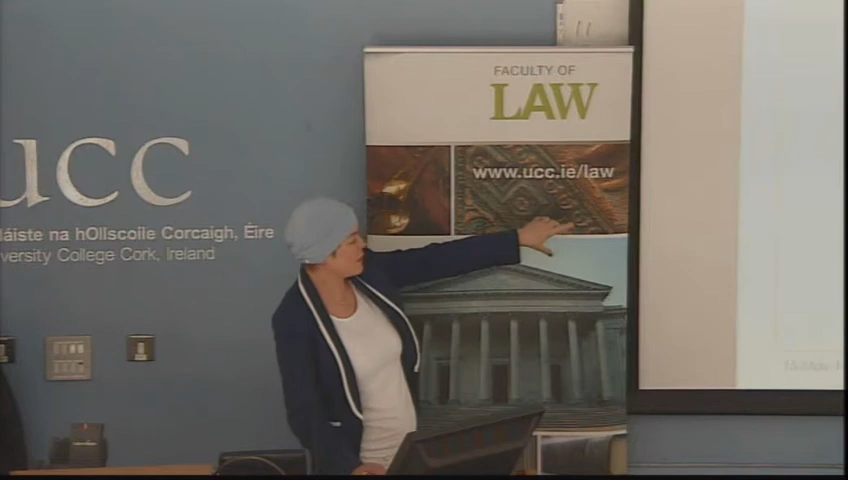 FACULTY OF
LAW
www.ucc.ie/law
ucc
láiste na hOllscoile Corcaigh, Éire
versity College Cork, Ireland